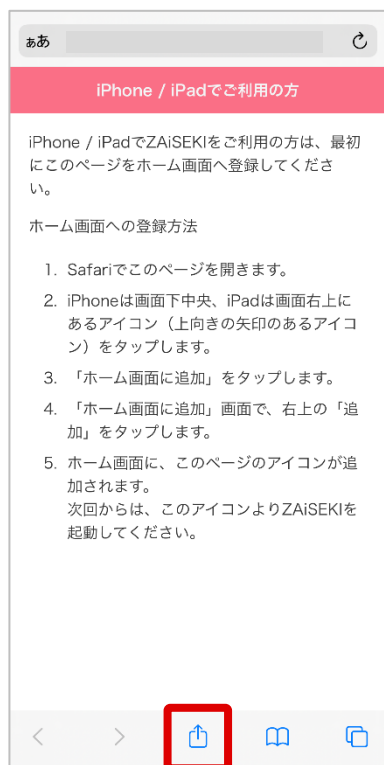 ぁあ
iPhone / iPadでご利用の方
iPhone / iPadでZAiSEKIをご利用の方は、最初
にこのページをホーム画面へ登録してくださ
い。
ホーム画面への登録方法
1. Safariでこのページを開きます。
2. iPhoneは画面下中央、iPadは画面右上に
あるアイコン（上向きの矢印のあるアイコ
ン）をタップします。
3. 「ホーム画面に追加」をタップします。
4. 「ホーム画面に追加」画面で、右上の「追
加」をタップします。
5. ホーム画面に、このページのアイコンが追
加されます。
次回からは、このアイコンよりZAiSEKIを
起動してください。